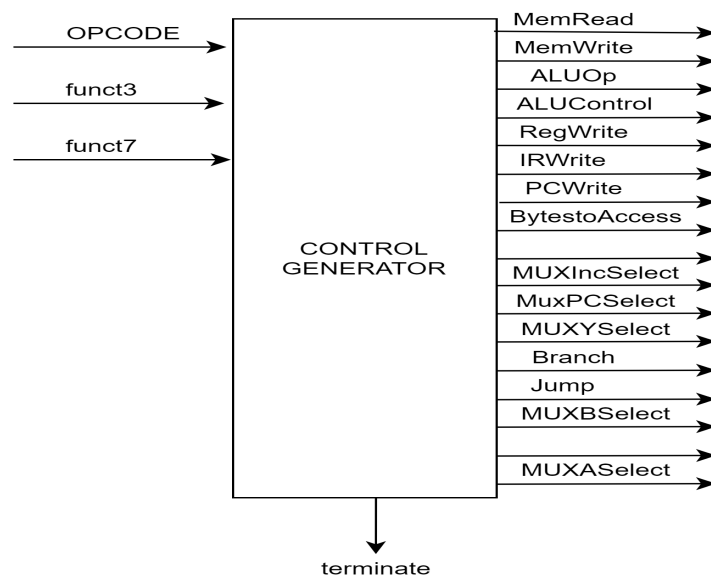 OPCODE
funct3
funct7
CONTROL
GENERATOR
MemRead
MemWrite
ALUOp
ALUControl
RegWrite
IRWrite
PCWrite
BytestoAccess
MUXIncSelect
MuxPCSelect
MUXYSelect
Branch
Jump
MUXBSelect
MUXASelect
terminate